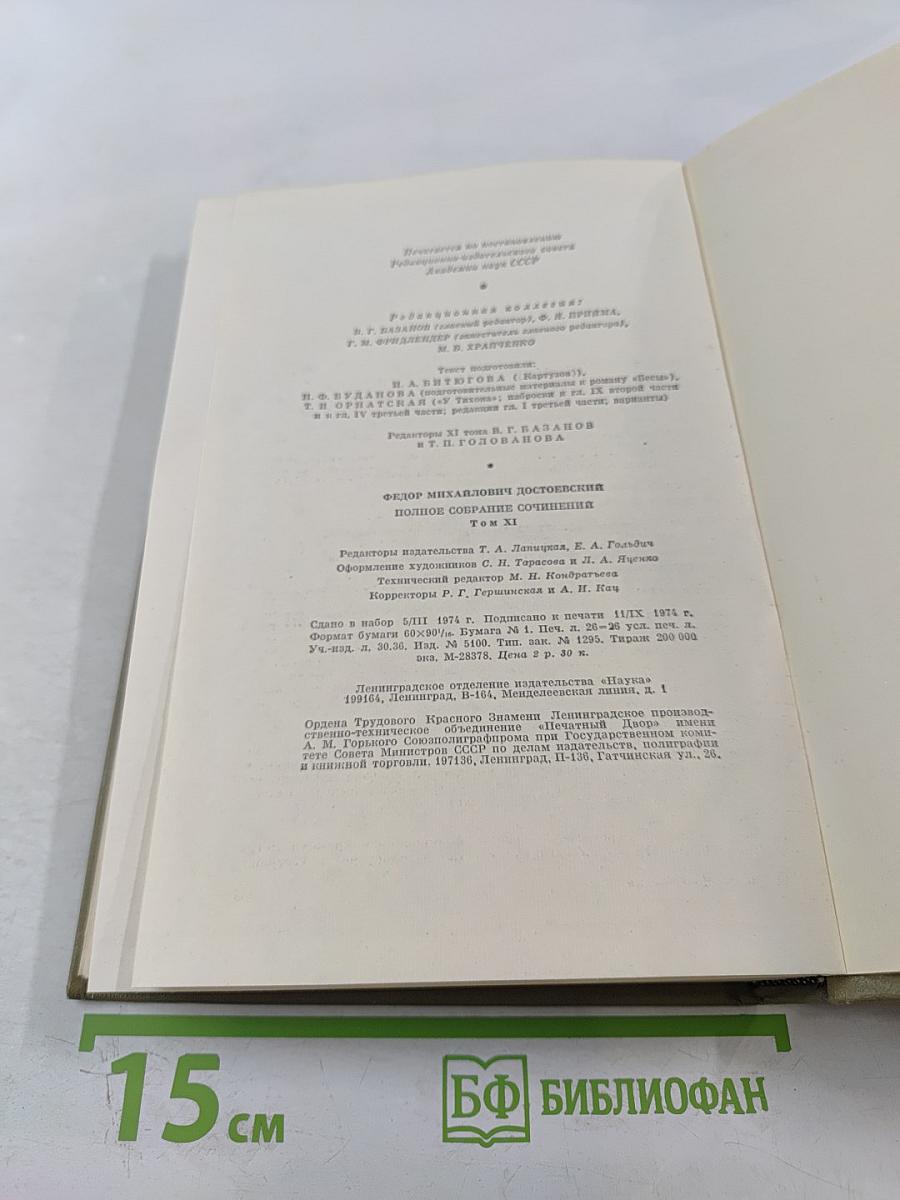 Печатается по постановлению
Редакционно-издательского совета
Академии наук СССР
*
Редакционная коллегия:
В. Г. БАЗАНОВ (главный редактор), Ф. Я. ПРИЙМА,
Г. М. ФРИДЛЕНДЕР (заместитель главного редактора),
М. Б. ХРАПЧЕНКО
Текст подготовили:
И. А. БИТЮГОВА («Картузов»),
Н. Ф. БУДАНОВА (подготовительные материалы к роману «Бесы»),
Т. И. ОРНАТСКАЯ («У Тихона»; наброски к гл. IX второй части
и к гл. IV третьей части; редакции гл. I третьей части; варианты)
Редакторы XI тома В. Г. БАЗАНОВ
и Т. П. ГОЛОВАНОВА
*
ФЕДОР МИХАЙЛОВИЧ ДОСТОЕВСКИЙ
ПОЛНОЕ СОБРАНИЕ СОЧИНЕНИЙ
Том XI
Редакторы издательства Т. А. Лапицкая, Е. А. Гольдич
Оформление художников С. Н. Тарасова и Л. А. Яценко
Технический редактор М. Н. Кондратьева
Корректоры Р. Г. Гершинская и А. И. Кац
Сдано в набор 5/III 1974 г. Подписано к печати 11/IX 1974 г.
Формат бумаги 60×90¹/₁₆. Бумага № 1. Печ. л. 26=26 усл. печ. л.
Уч.-изд. л. 30.36. Изд. № 5100. Тип. зак. № 1295. Тираж 200 000
экз. М-28378. Цена 2 р. 30 к.
Ленинградское отделение издательства «Наука»
199164, Ленинград, В-164, Менделеевская линия, д. 1
Ордена Трудового Красного Знамени Ленинградское производ-
ственно-техническое объединение «Печатный Двор» имени
А. М. Горького Союзполиграфпрома при Государственном коми-
тете Совета Министров СССР по делам издательств, полиграфии
и книжной торговли. 197136, Ленинград, П-136, Гатчинская ул., 26.
15 см
БФ БИБЛИОФАН